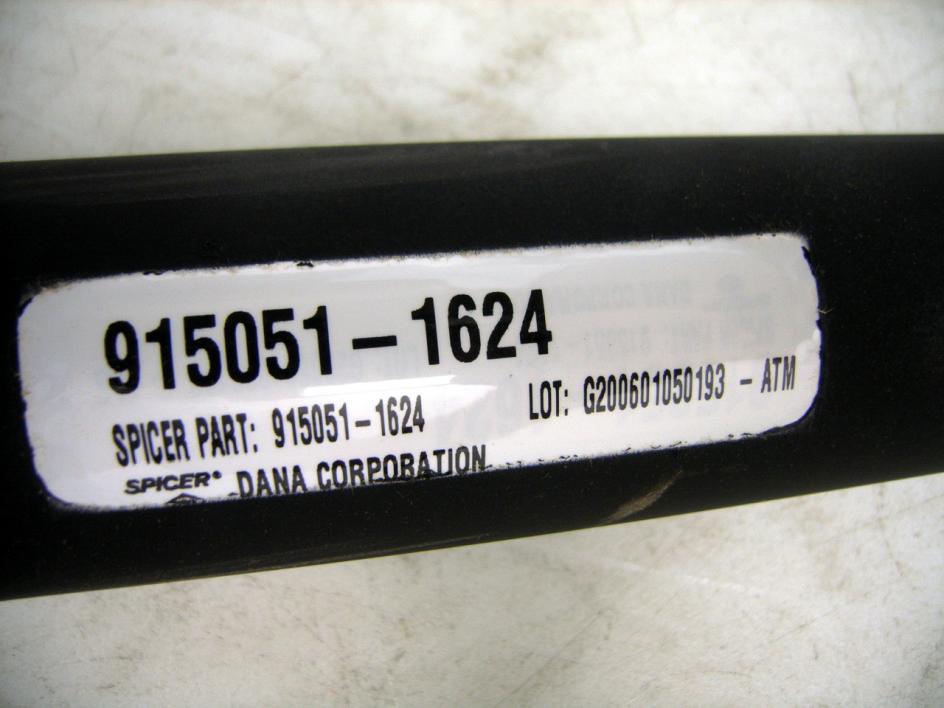 915051-1624
SPICER PART: 915051-1624
LOT: G200601050193 - ATM
SPICER® DANA CORPORATION